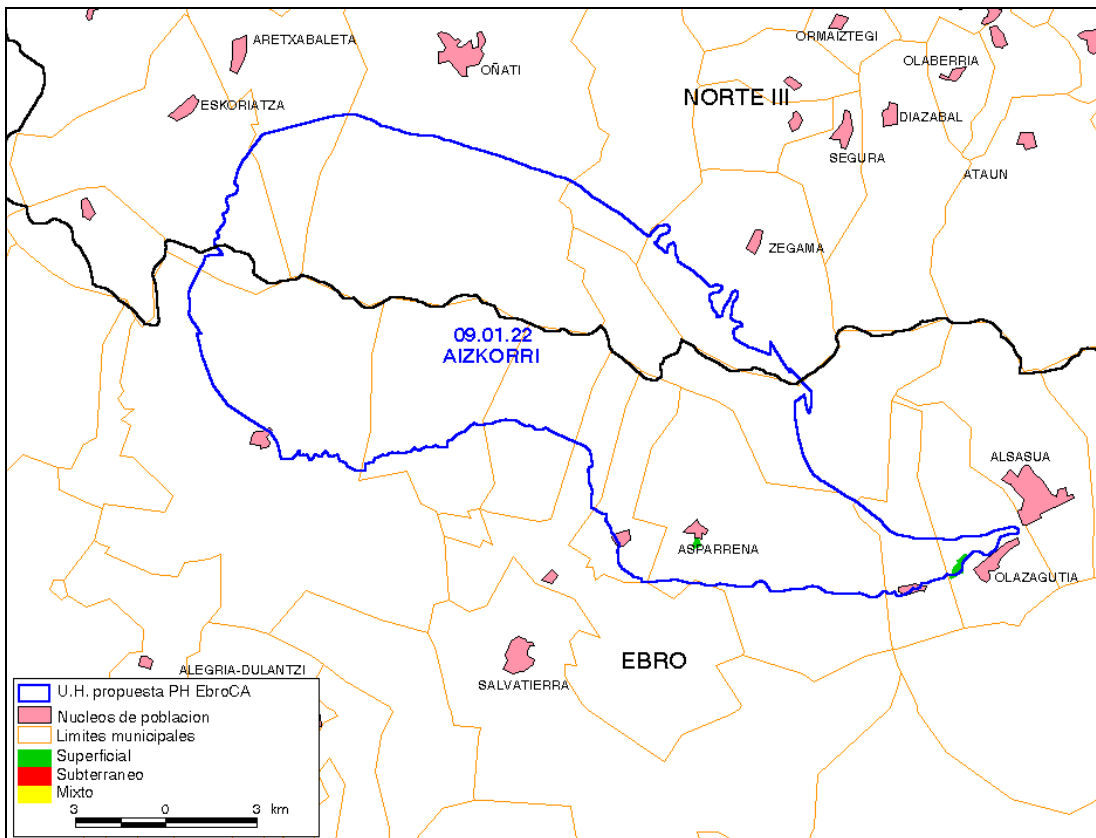 ORMAIZTEGI
ARETXABALETA
OÑATI
OLABERRIA
ESKORIATZA
NORTE III
DIAZABAL
SEGURA
ATAUN
ZEGAMA
09.01.22
AIZKORRI
ALSASUA
ASPARRENA
OLAZAGUTIA
EBRO
ALEGRIA-DULANTZI
SALVATIERRA
U.H. propuesta PH EbroCA
Nucleos de poblacion
Limites municipales
Superficial
Subterraneo
Mixto
3 0 3 km